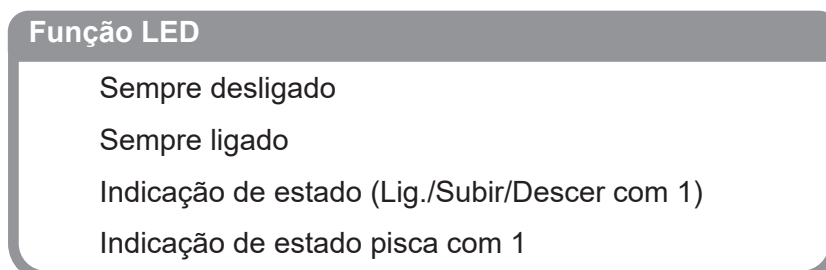 Função LED
Sempre desligado
Sempre ligado
Indicação de estado (Lig./Subir/Descer com 1)
Indicação de estado pisca com 1